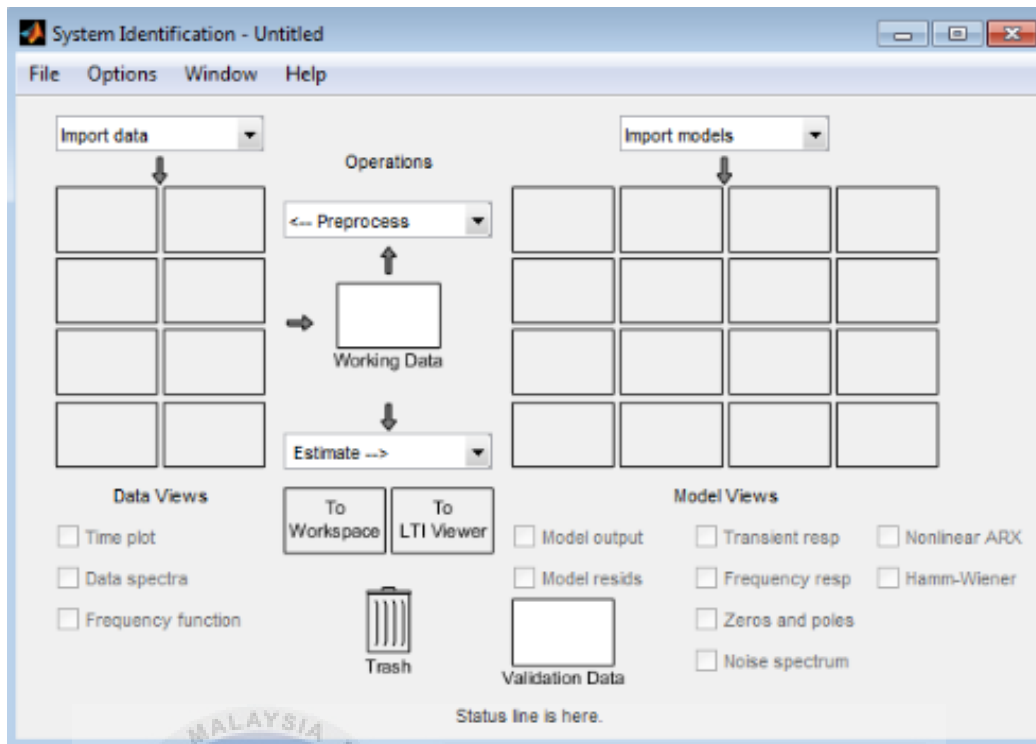 System Identification - Untitled
File Options Window Help
Import data
Import models
Operations
<-- Preprocess
Working Data
Estimate -->
Data Views
Time plot
Data spectra
Frequency function
To Workspace
To LTI Viewer
Trash
Model Views
Model output
Model resids
Transient resp
Frequency resp
Zeros and poles
Noise spectrum
Nonlinear ARX
Hamm-Wiener
Validation Data
Status line is here.
MALAYSIA